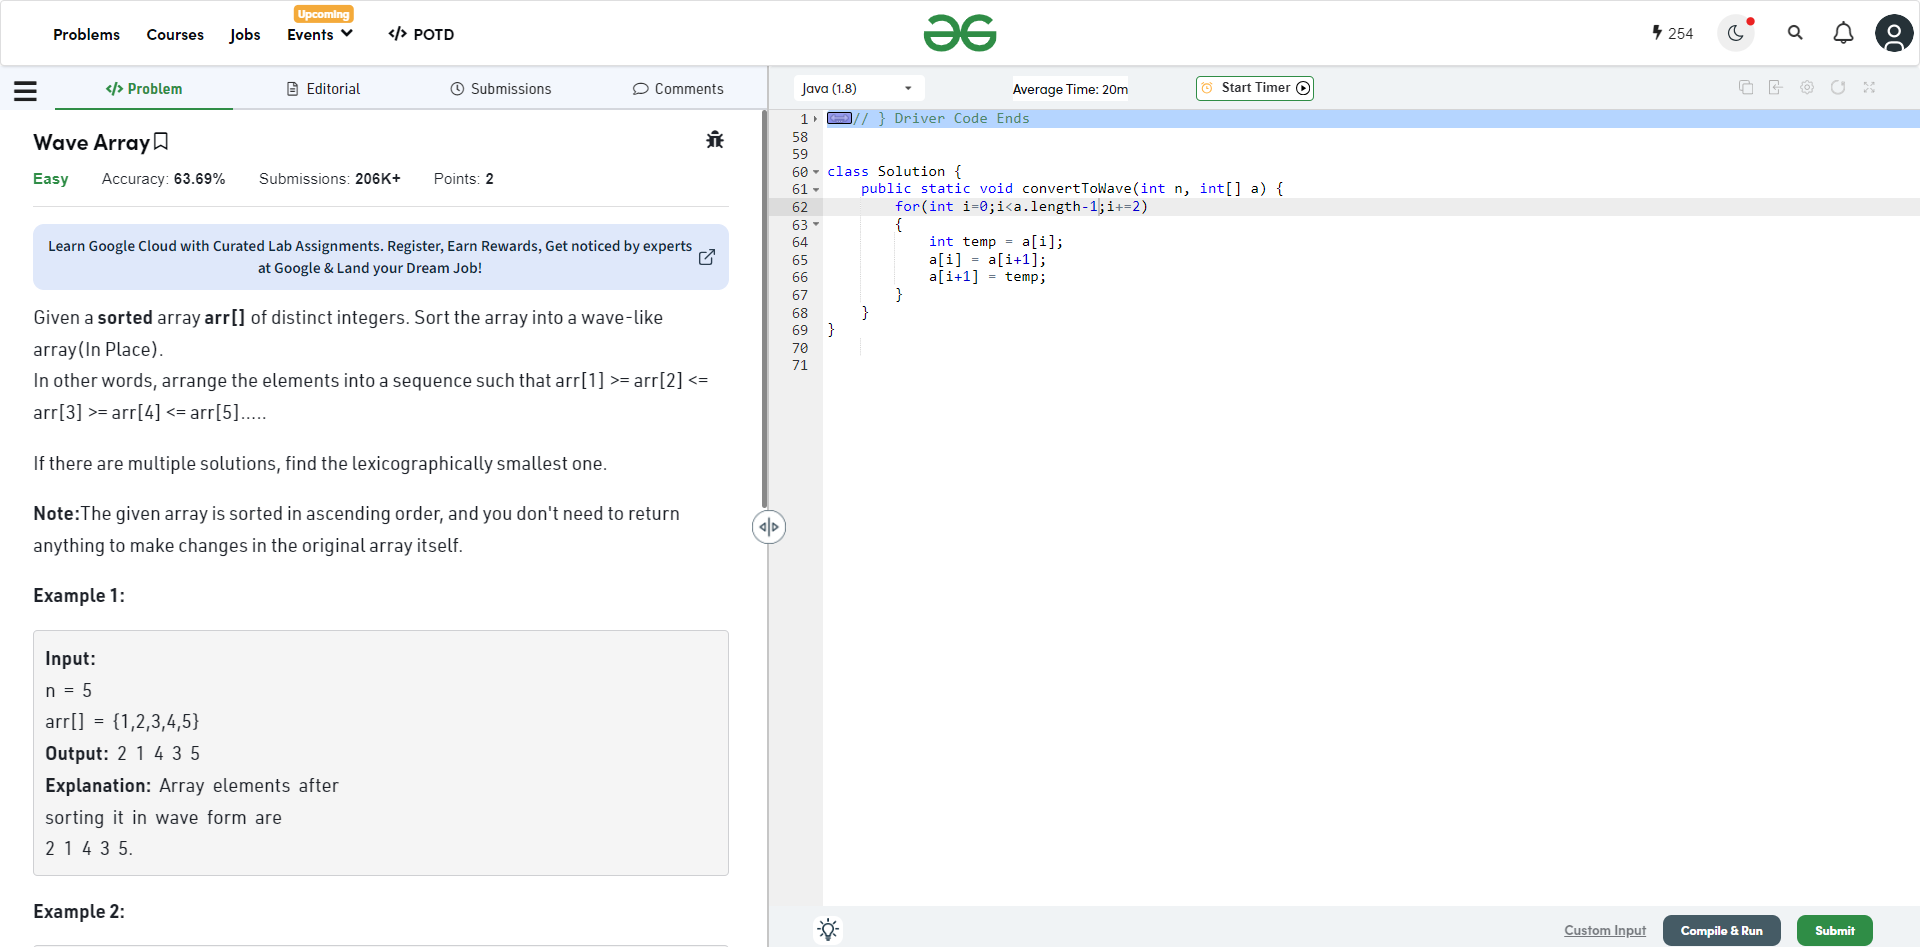 Problems Courses Jobs Upcoming Events </> POTD 254
</> Problem Editorial Submissions Comments
Java (1.8) Average Time: 20m Start Timer
Wave Array
Easy Accuracy: 63.69% Submissions: 206K+ Points: 2
Learn Google Cloud with Curated Lab Assignments. Register, Earn Rewards, Get noticed by experts
at Google & Land your Dream Job!
Given a sorted array arr[] of distinct integers. Sort the array into a wave-like
array(In Place).
In other words, arrange the elements into a sequence such that arr[1] >= arr[2] <=
arr[3] >= arr[4] <= arr[5].....
If there are multiple solutions, find the lexicographically smallest one.
Note:The given array is sorted in ascending order, and you don't need to return
anything to make changes in the original array itself.
Example 1:
Input:
n = 5
arr[] = {1,2,3,4,5}
Output: 2 1 4 3 5
Explanation: Array elements after
sorting it in wave form are
2 1 4 3 5.
Example 2:
1 // } Driver Code Ends
58
59
60 class Solution {
61 public static void convertToWave(int n, int[] a) {
62 for(int i=0;i<a.length-1;i+=2)
63 {
64 int temp = a[i];
65 a[i] = a[i+1];
66 a[i+1] = temp;
67 }
68 }
69 }
70
71
Custom Input Compile & Run Submit